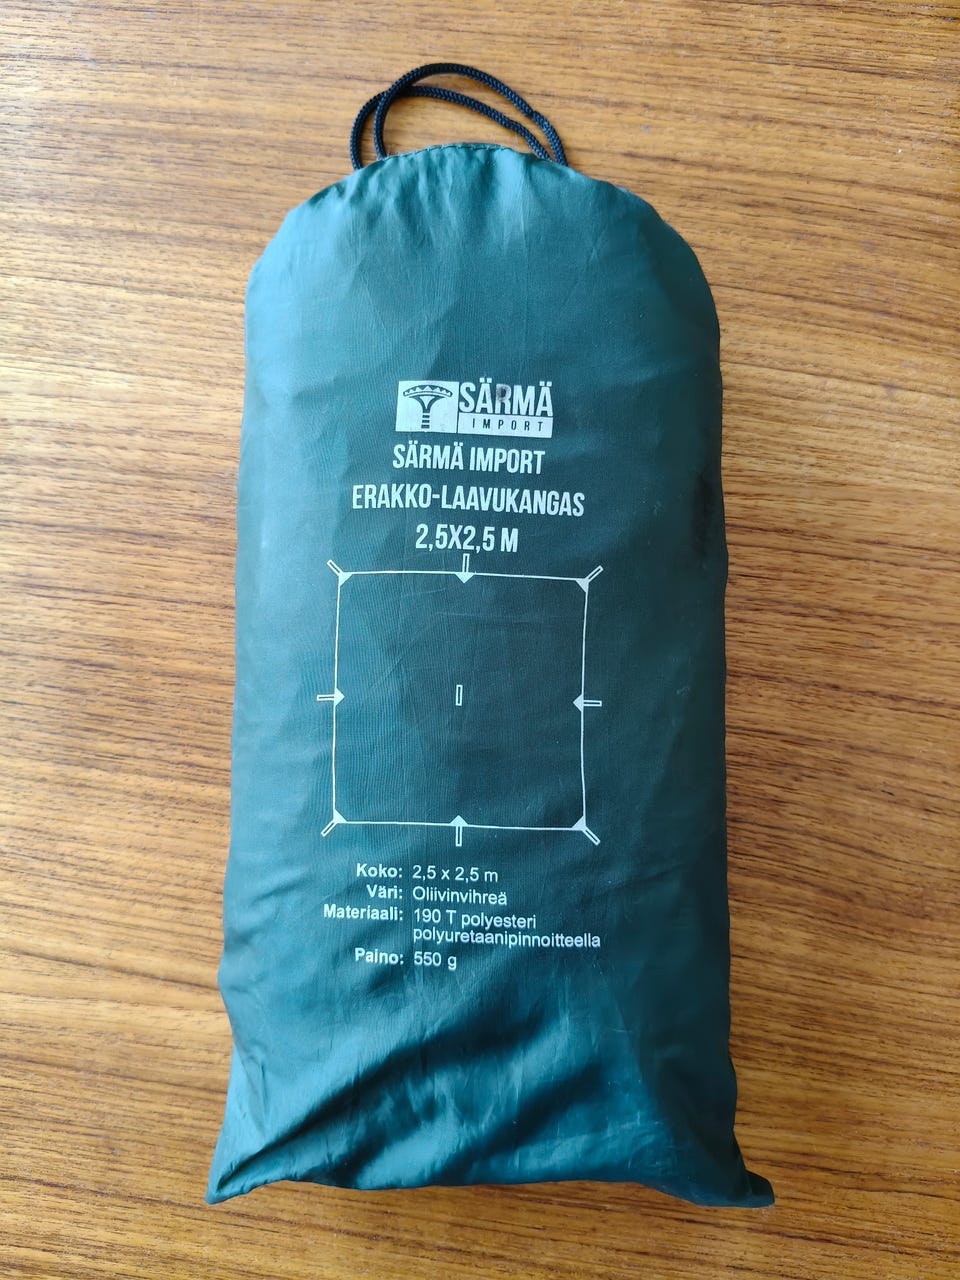 SÄRMÄ
IMPORT
SÄRMÄ IMPORT
ERAKKO-LAAVUKANGAS
2,5X2,5 M
Koko: 2,5 x 2,5 m
Väri: Oliivinvihreä
Materiaali: 190 T polyesteri
polyuretaanipinnoitteella
Paino: 550 g